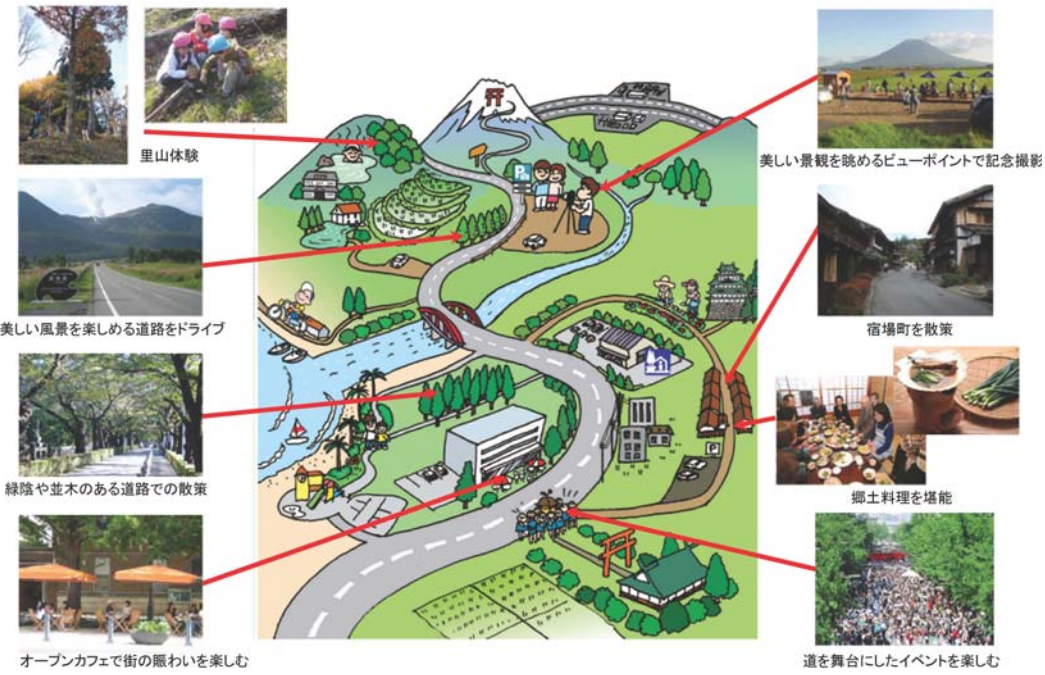 里山体験
美しい景観を眺めるビューポイントで記念撮影
美しい風景を楽しめる道路をドライブ
宿場町を散策
緑陰や並木のある道路での散策
郷土料理を堪能
オープンカフェで街の賑わいを楽しむ
道を舞台にしたイベントを楽しむ
P
P